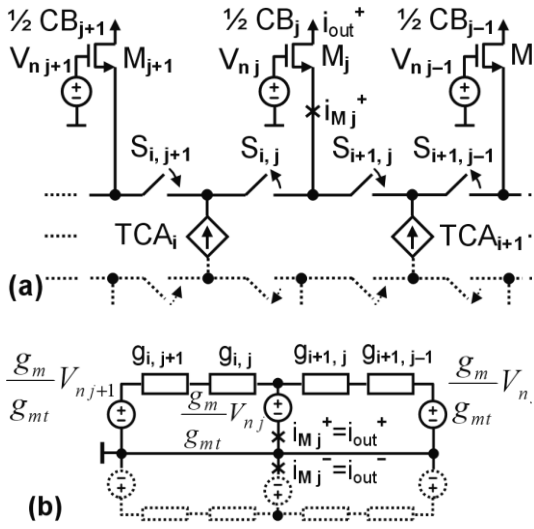 ½ CBj+1 ½ CBj iout+ ½ CBj-1
Vn j+1 Mj+1 Vn j Mj Vn j-1 M
iM j+
Si, j+1 Si, j Si+1, j Si+1, j-1
TCAi TCAi+1
(a)
gi, j+1 gi, j gi+1, j gi+1, j-1
gm/gmt Vn j+1 gm/gmt Vn j gm/gmt Vn
iM j+=iout+
iM j-=iout-
(b)